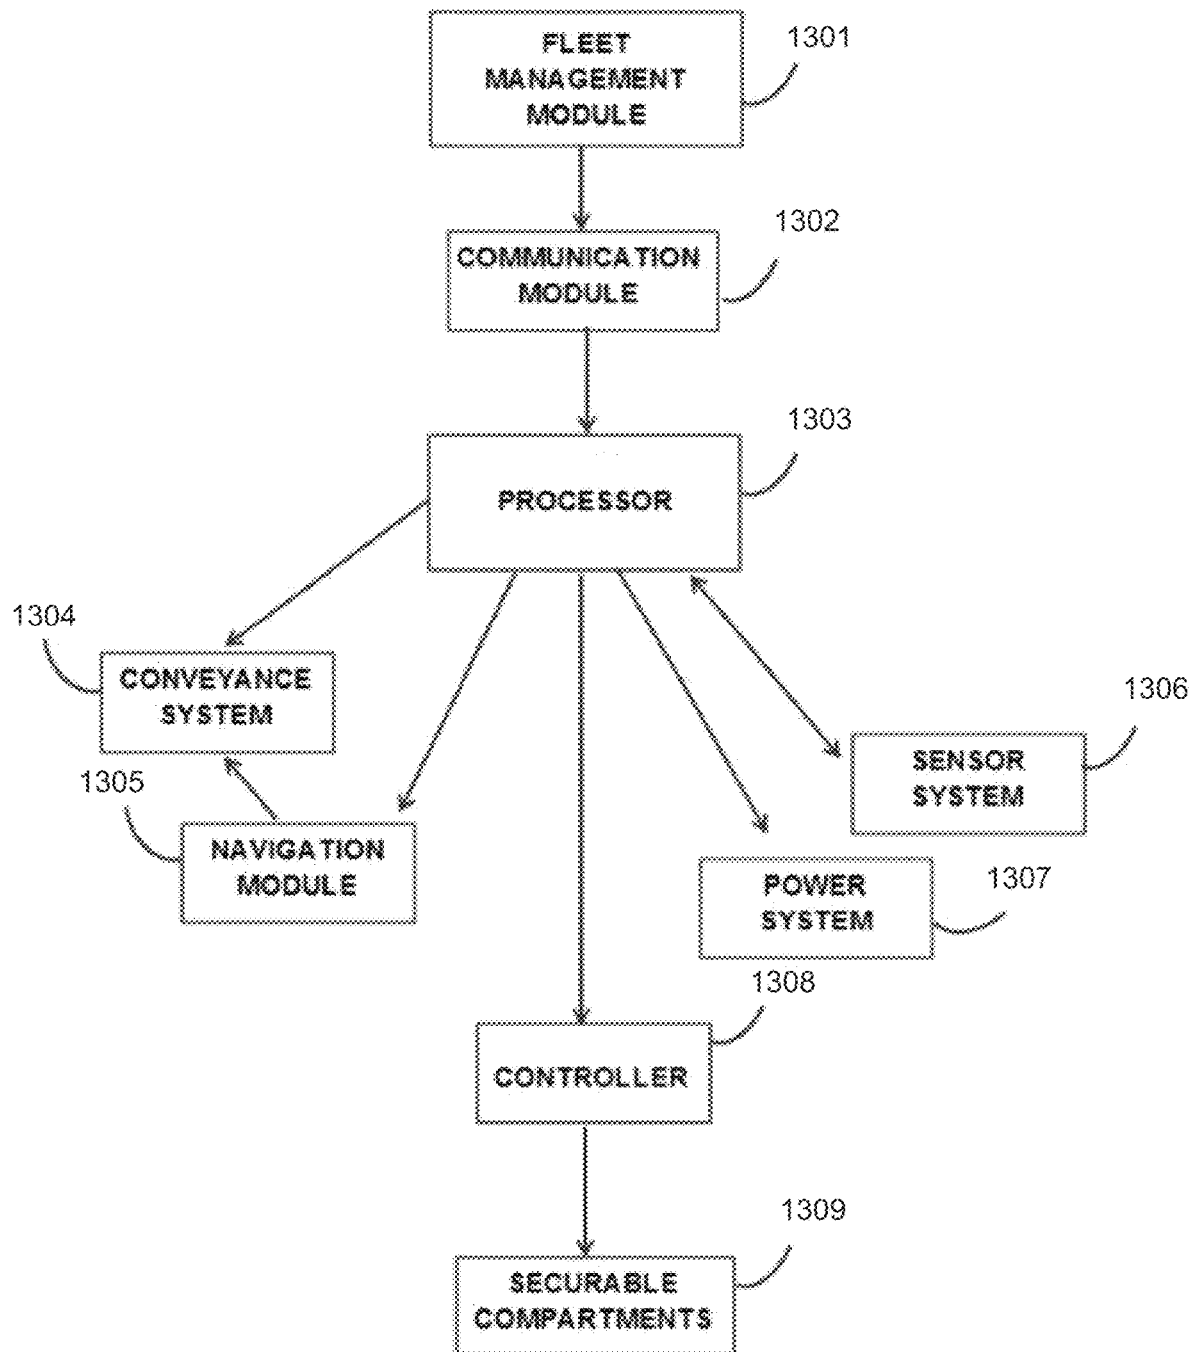 FLEET
MANAGEMENT
MODULE
1301
COMMUNICATION
MODULE
1302
PROCESSOR
1303
1304
CONVEYANCE
SYSTEM
1305
NAVIGATION
MODULE
1306
SENSOR
SYSTEM
POWER
SYSTEM
1307
1308
CONTROLLER
1309
SECURABLE
COMPARTMENTS